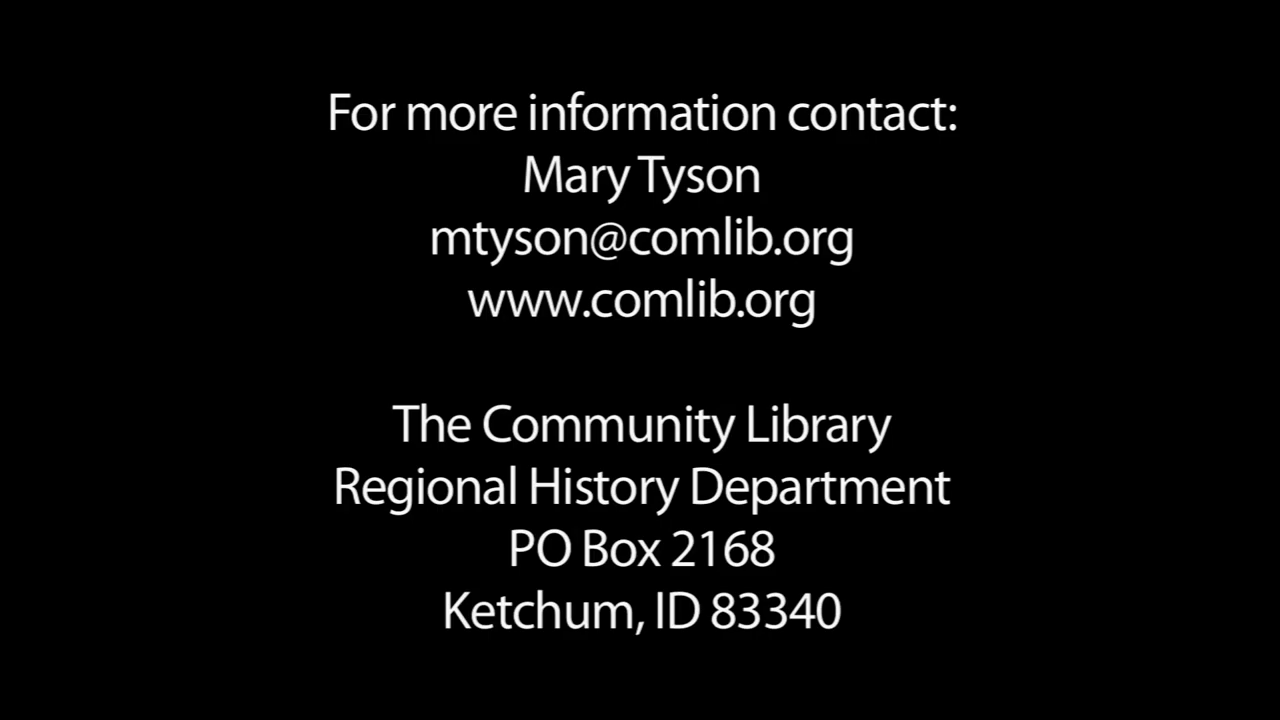 For more information contact:
Mary Tyson
mtyson@comlib.org
www.comlib.org
The Community Library
Regional History Department
PO Box 2168
Ketchum, ID 83340